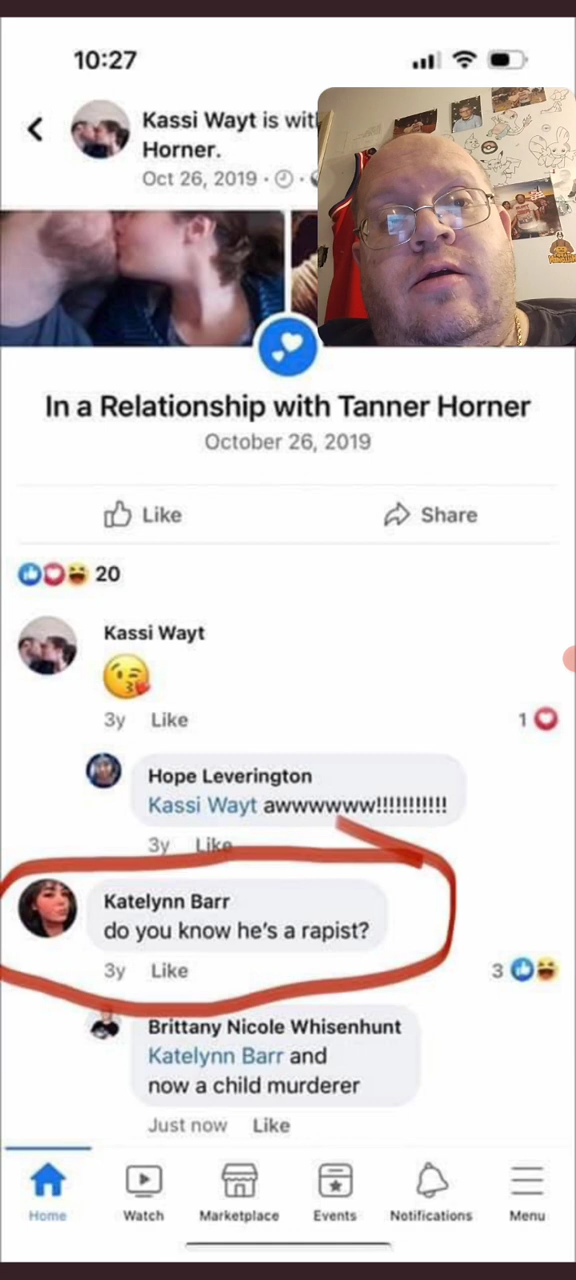 10:27
Kassi Wayt is with
Horner.
Oct 26, 2019
In a Relationship with Tanner Horner
October 26, 2019
Like
Share
20
Kassi Wayt
3y Like
1
Hope Leverington
Kassi Wayt awwwwww!!!!!!!!!!!
3y Like
Katelynn Barr
do you know he's a rapist?
3y Like
3
Brittany Nicole Whisenhunt
Katelynn Barr and
now a child murderer
Just now Like
Home
Watch
Marketplace
Events
Notifications
Menu